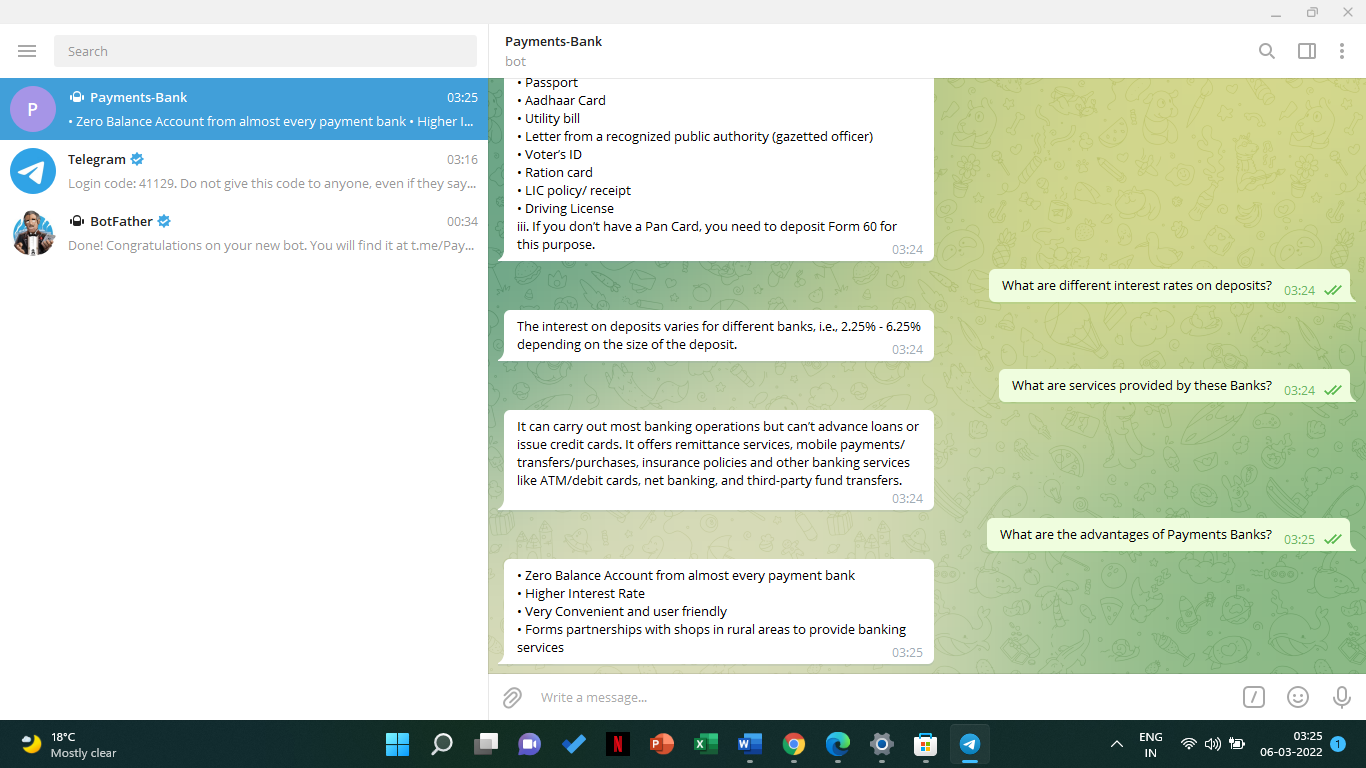 Search
Payments-Bank
bot
P
Payments-Bank 03:25
• Zero Balance Account from almost every payment bank • Higher I...
Telegram 03:16
Login code: 41129. Do not give this code to anyone, even if they say...
BotFather 00:34
Done! Congratulations on your new bot. You will find it at t.me/Pay...
• Passport
• Aadhaar Card
• Utility bill
• Letter from a recognized public authority (gazetted officer)
• Voter’s ID
• Ration card
• LIC policy/ receipt
• Driving License
iii. If you don’t have a Pan Card, you need to deposit Form 60 for
this purpose. 03:24
What are different interest rates on deposits? 03:24
The interest on deposits varies for different banks, i.e., 2.25% - 6.25%
depending on the size of the deposit. 03:24
What are services provided by these Banks? 03:24
It can carry out most banking operations but can’t advance loans or
issue credit cards. It offers remittance services, mobile payments/
transfers/purchases, insurance policies and other banking services
like ATM/debit cards, net banking, and third-party fund transfers.
03:24
What are the advantages of Payments Banks? 03:25
• Zero Balance Account from almost every payment bank
• Higher Interest Rate
• Very Convenient and user friendly
• Forms partnerships with shops in rural areas to provide banking
services 03:25
Write a message...
18°C
Mostly clear
N
P
X
W
ENG
IN
03:25
06-03-2022
1